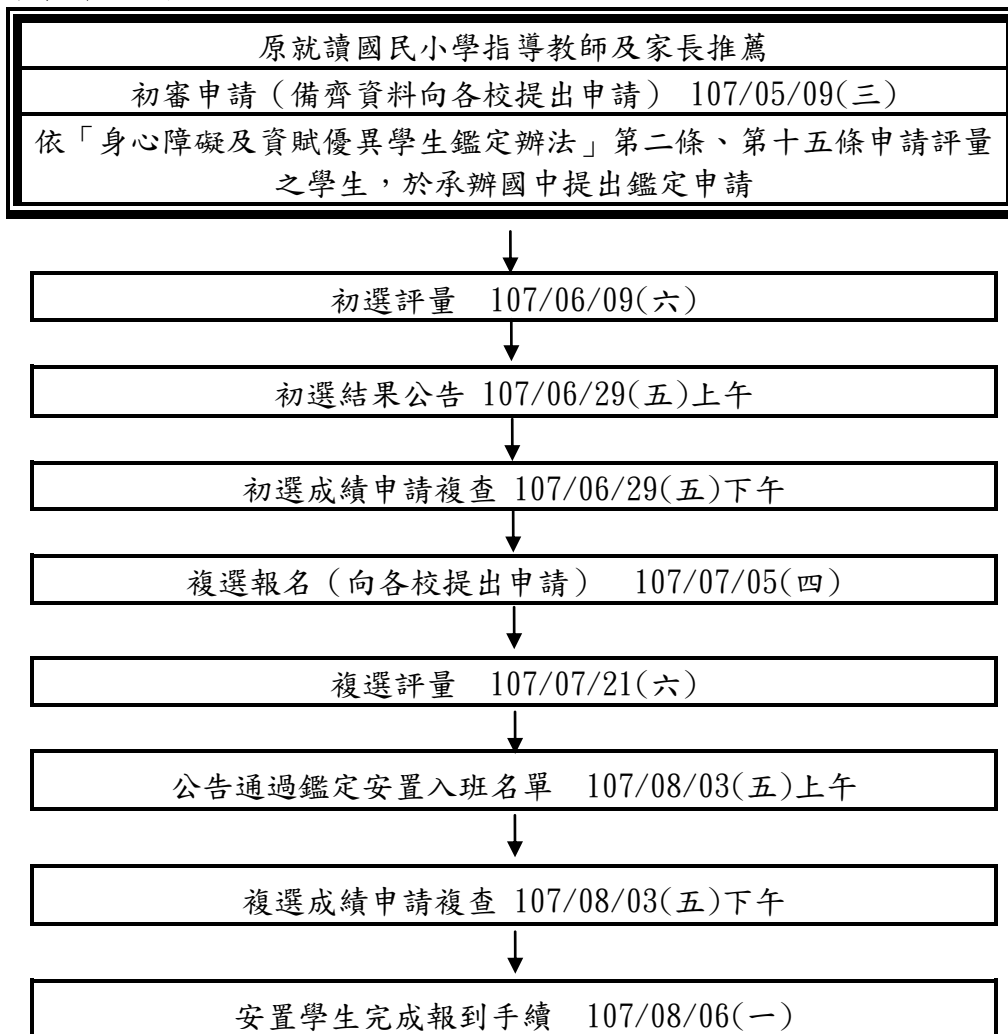 原就讀國民小學指導教師及家長推薦
初審申請（備齊資料向各校提出申請） 107/05/09(三)
依「身心障礙及資賦優異學生鑑定辦法」第二條、第十五條申請評量
之學生，於承辦國中提出鑑定申請
初選評量 107/06/09(六)
初選結果公告 107/06/29(五)上午
初選成績申請複查 107/06/29(五)下午
複選報名（向各校提出申請） 107/07/05(四)
複選評量 107/07/21(六)
公告通過鑑定安置入班名單 107/08/03(五)上午
複選成績申請複查 107/08/03(五)下午
安置學生完成報到手續 107/08/06(一)